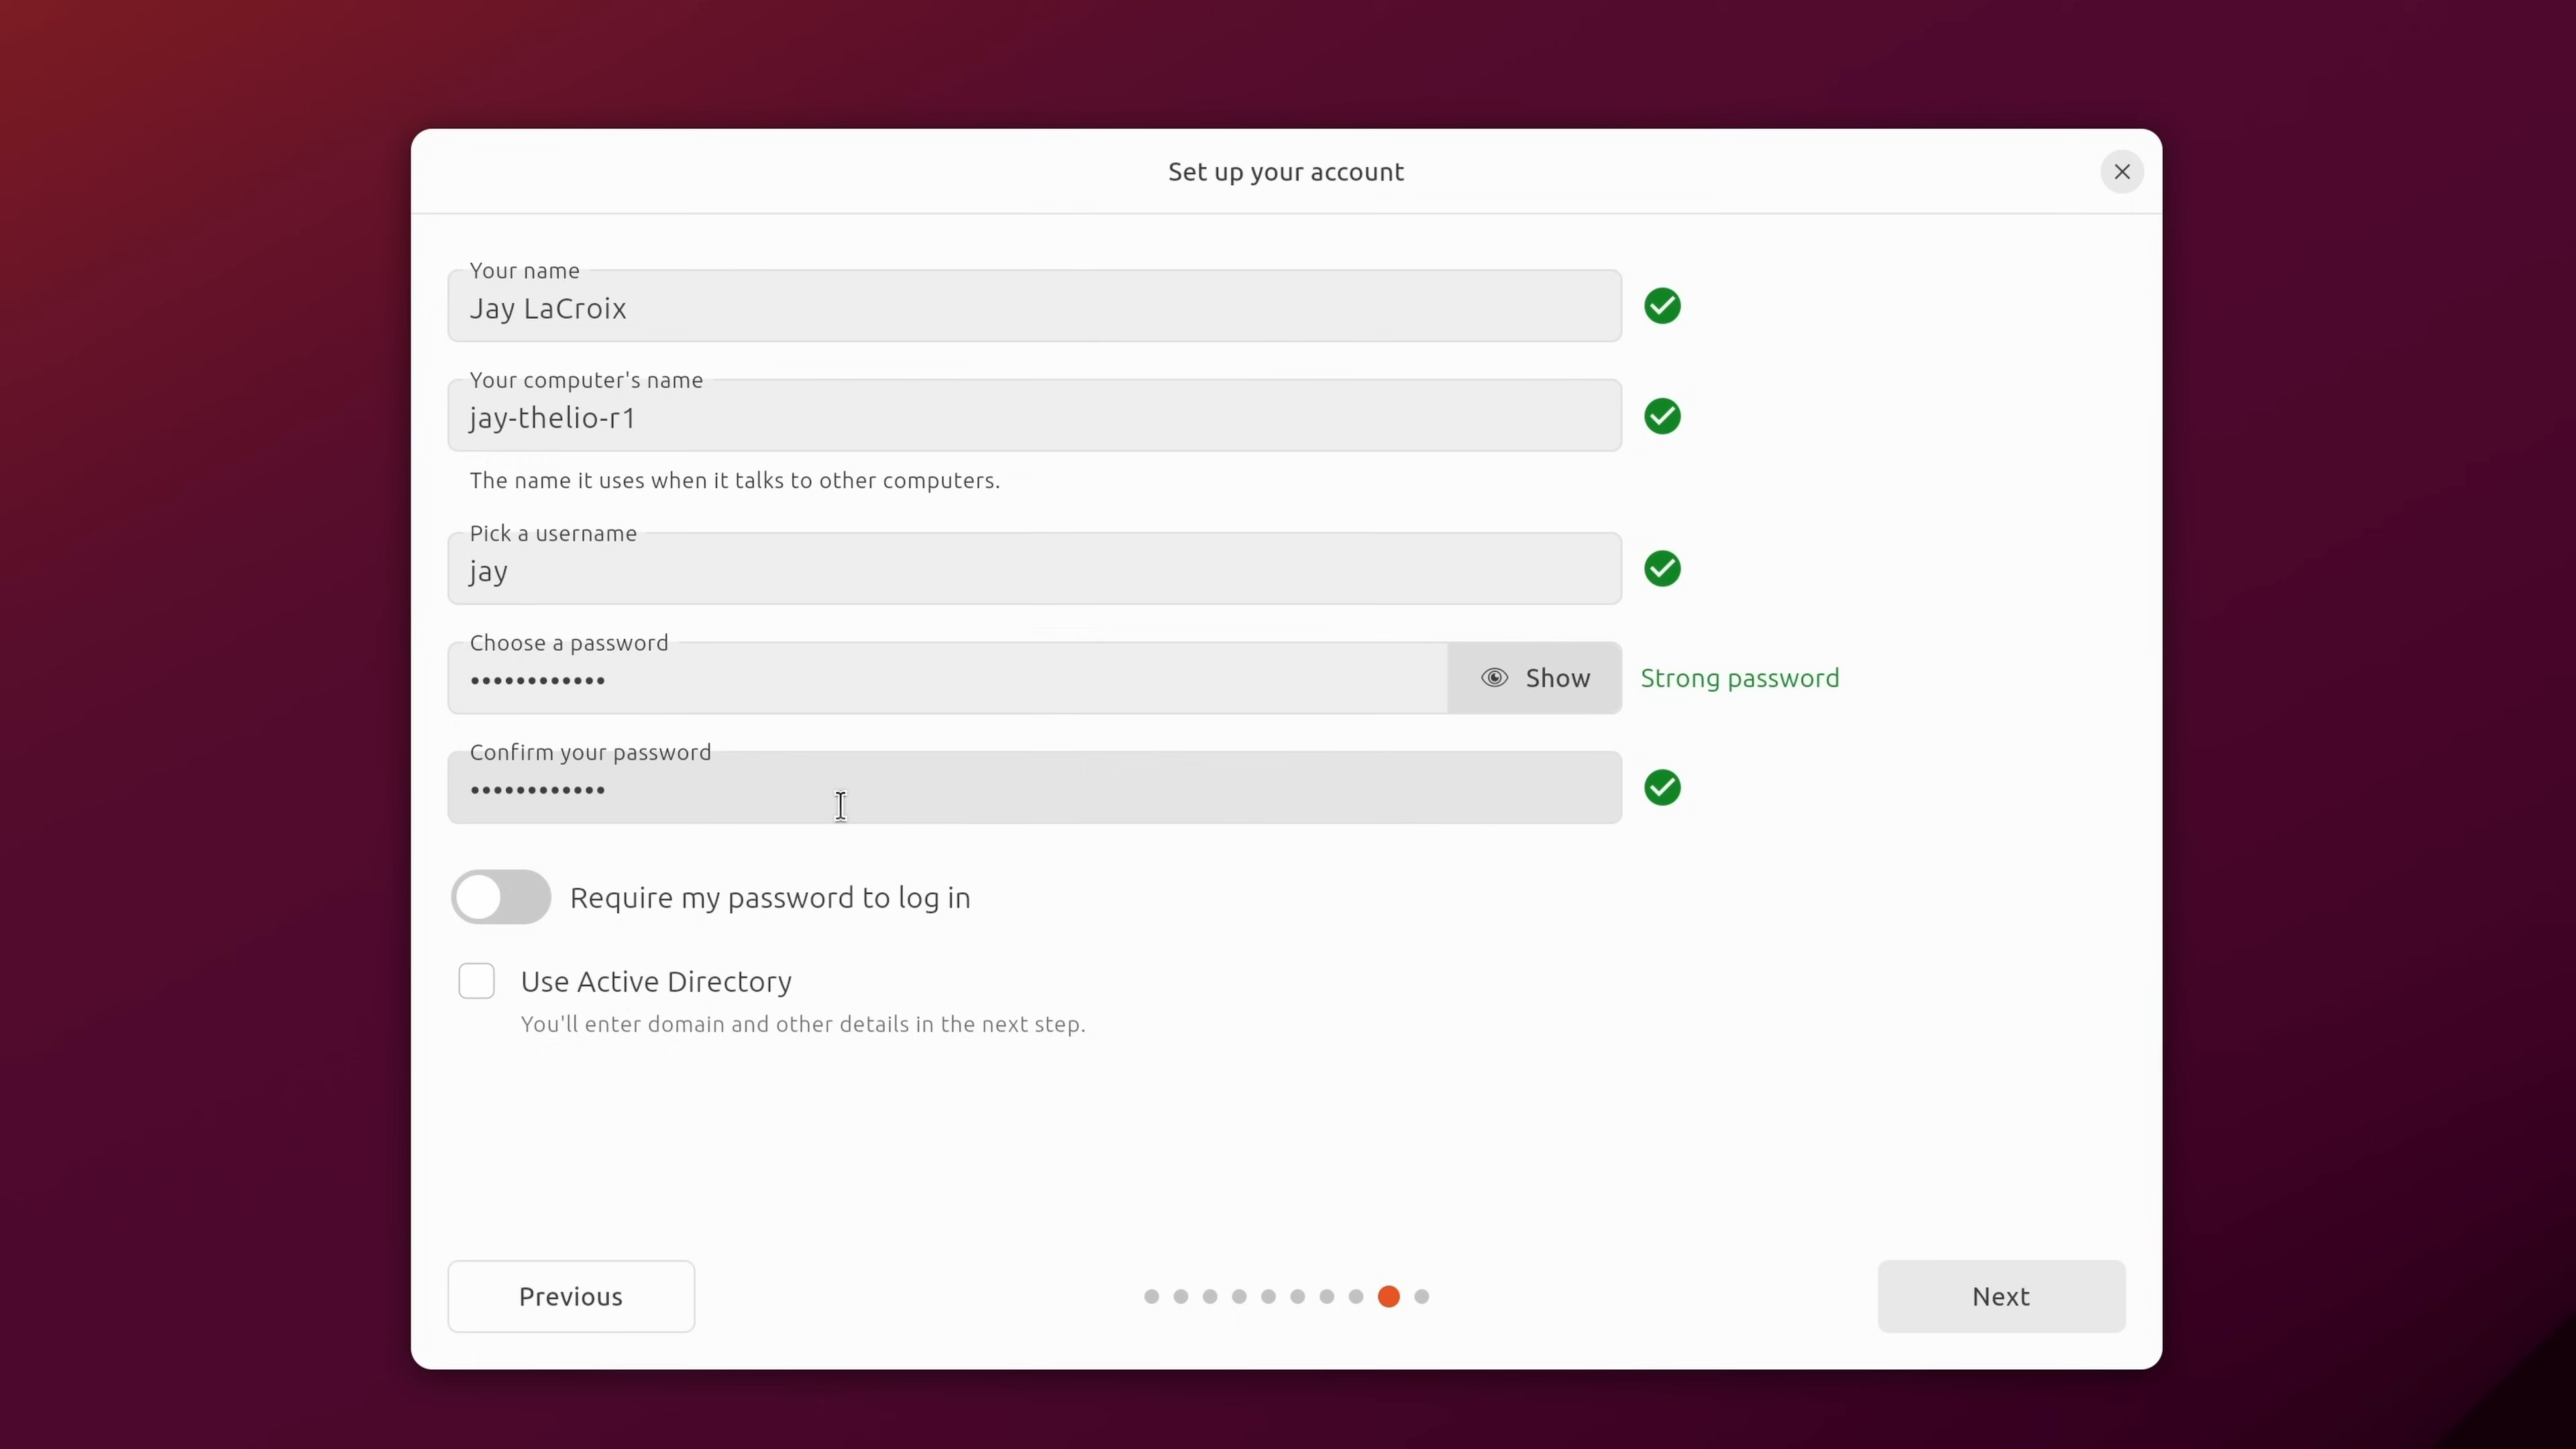 Set up your account
Your name
Jay LaCroix
Your computer's name
jay-thelio-r1
The name it uses when it talks to other computers.
Pick a username
jay
Choose a password
••••••••••••
Show
Strong password
Confirm your password
••••••••••••
Require my password to log in
Use Active Directory
You'll enter domain and other details in the next step.
Previous
Next